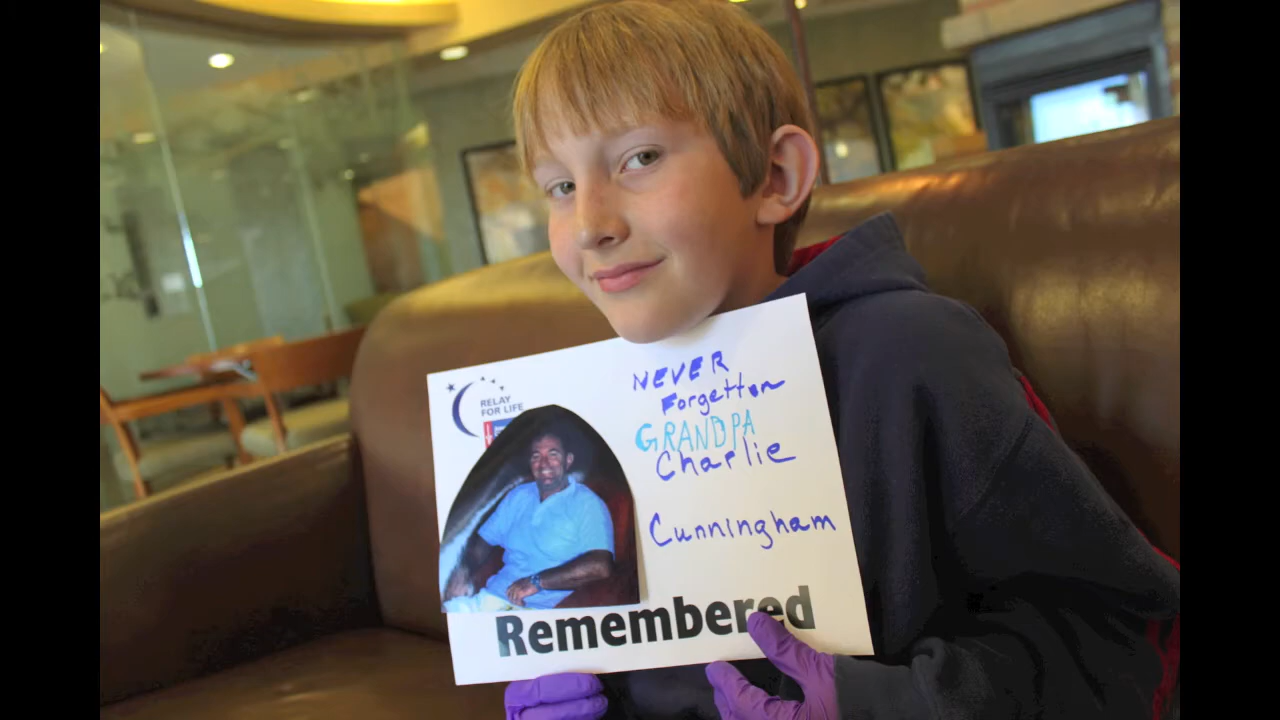 RELAY
FOR LIFE
NEVER
Forgetton
GRANDPA
Charlie
Cunningham
Remembered